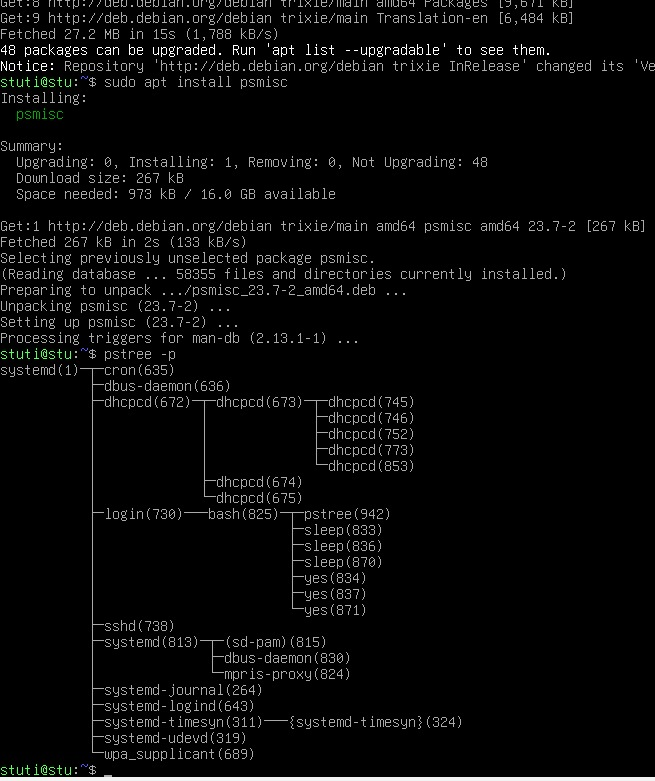 Get:8 http://deb.debian.org/debian trixie/main amd64 Packages [9,671 kB]
Get:9 http://deb.debian.org/debian trixie/main Translation-en [6,484 kB]
Fetched 27.2 MB in 15s (1,788 kB/s)
48 packages can be upgraded. Run 'apt list --upgradable' to see them.
Notice: Repository 'http://deb.debian.org/debian trixie InRelease' changed its 'Ve
stuti@stu:~$ sudo apt install psmisc
Installing:
  psmisc

Summary:
  Upgrading: 0, Installing: 1, Removing: 0, Not Upgrading: 48
  Download size: 267 kB
  Space needed: 973 kB / 16.0 GB available

Get:1 http://deb.debian.org/debian trixie/main amd64 psmisc amd64 23.7-2 [267 kB]
Fetched 267 kB in 2s (133 kB/s)
Selecting previously unselected package psmisc.
(Reading database ... 58355 files and directories currently installed.)
Preparing to unpack .../psmisc_23.7-2_amd64.deb ...
Unpacking psmisc (23.7-2) ...
Setting up psmisc (23.7-2) ...
Processing triggers for man-db (2.13.1-1) ...
stuti@stu:~$ pstree -p
systemd(1)─┬─cron(635)
           ├─dbus-daemon(636)
           ├─dhcpcd(672)─┬─dhcpcd(673)─┬─dhcpcd(745)
           │             │             ├─dhcpcd(746)
           │             │             ├─dhcpcd(752)
           │             │             ├─dhcpcd(773)
           │             │             └─dhcpcd(853)
           │             ├─dhcpcd(674)
           │             └─dhcpcd(675)
           ├─login(730)───bash(825)─┬─pstree(942)
           │                        ├─sleep(833)
           │                        ├─sleep(836)
           │                        ├─sleep(870)
           │                        ├─yes(834)
           │                        ├─yes(837)
           │                        └─yes(871)
           ├─sshd(738)
           ├─systemd(813)─┬─(sd-pam)(815)
           │              ├─dbus-daemon(830)
           │              └─mpris-proxy(824)
           ├─systemd-journal(264)
           ├─systemd-logind(643)
           ├─systemd-timesyn(311)───{systemd-timesyn}(324)
           ├─systemd-udevd(319)
           └─wpa_supplicant(689)
stuti@stu:~$ _